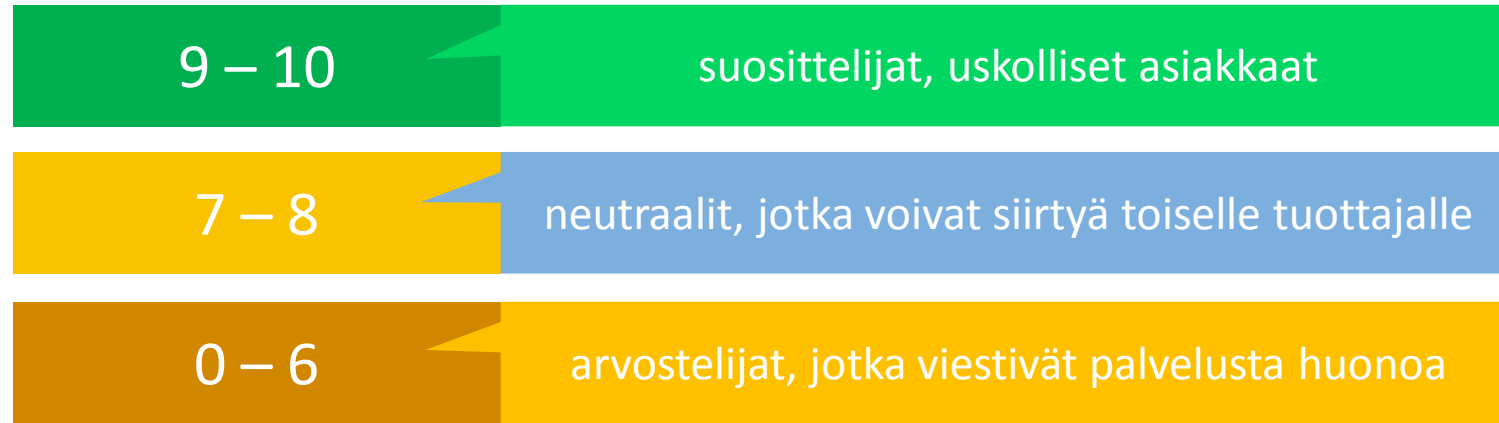 9 – 10
suosittelijat, uskolliset asiakkaat
7 – 8
neutraalit, jotka voivat siirtyä toiselle tuottajalle
0 – 6
arvostelijat, jotka viestivät palvelusta huonoa